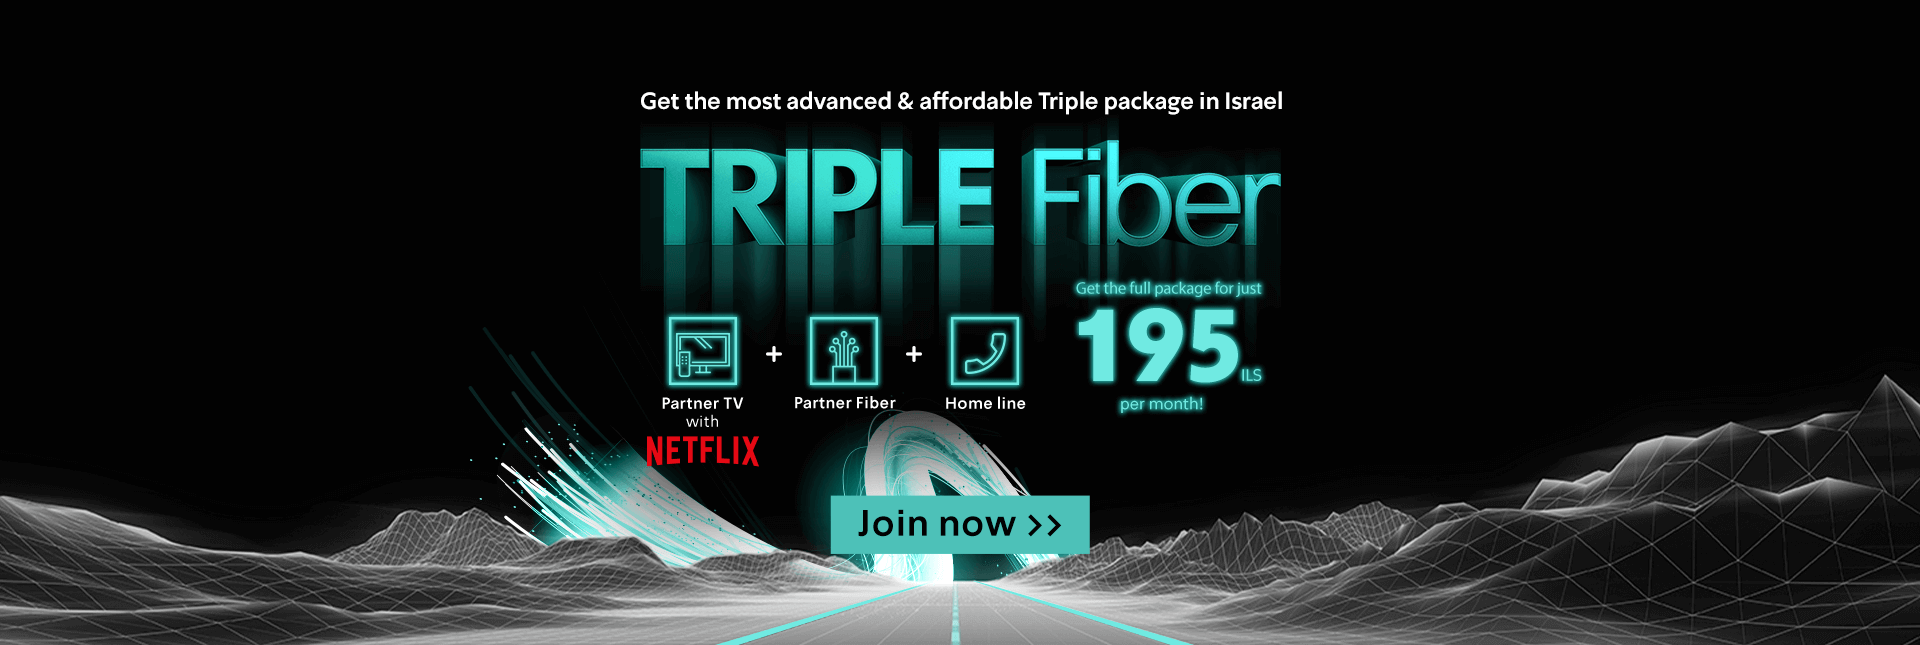 Get the most advanced & affordable Triple package in Israel
TRIPLE Fiber
Get the full package for just
195 ILS
per month!
+ +
Partner TV
with
NETFLIX
Partner Fiber
Home line
Join now >>